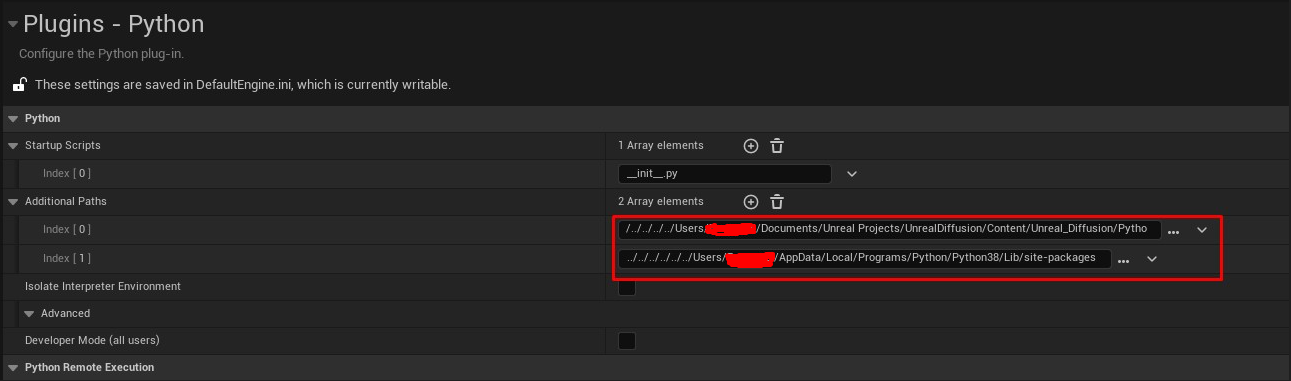 Plugins - Python
Configure the Python plug-in.
These settings are saved in DefaultEngine.ini, which is currently writable.
Python
Startup Scripts 1 Array elements
Index [ 0 ] __init__.py
Additional Paths 2 Array elements
Index [ 0 ] /../../../../Users/ /Documents/Unreal Projects/UnrealDiffusion/Content/Unreal_Diffusion/Pytho
Index [ 1 ] ../../../../../../Users/ /AppData/Local/Programs/Python/Python38/Lib/site-packages
Isolate Interpreter Environment
Advanced
Developer Mode (all users)
Python Remote Execution